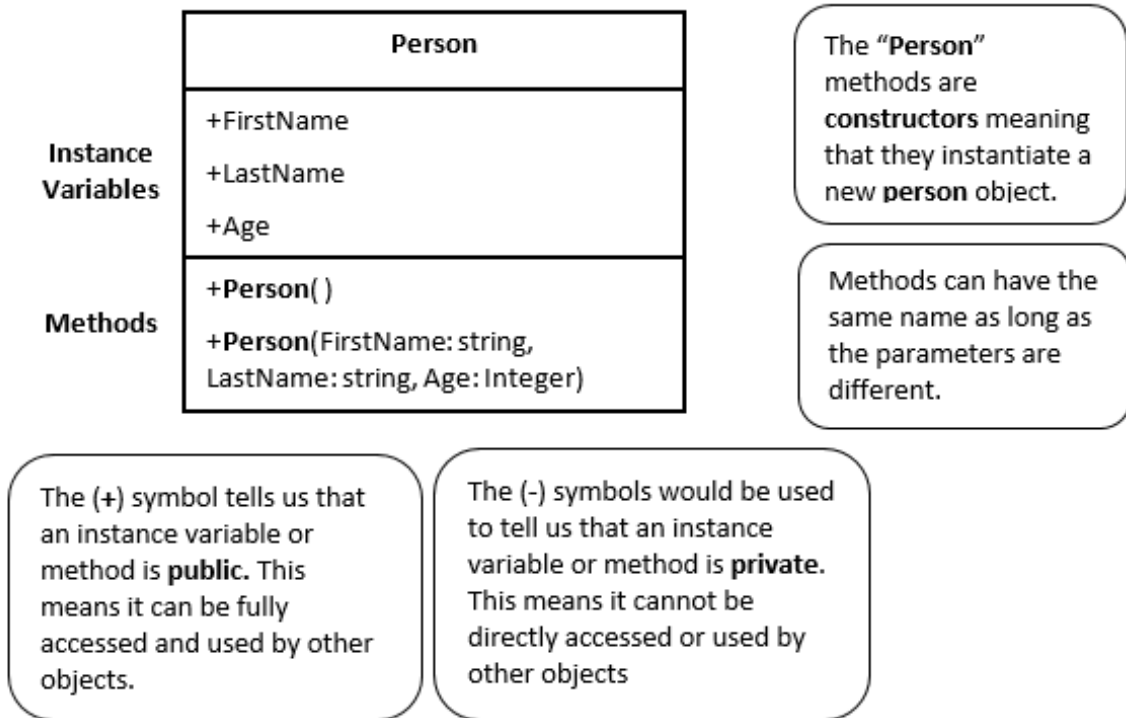 Person
Instance
Variables
+FirstName
+LastName
+Age
Methods
+Person( )
+Person(FirstName: string,
LastName: string, Age: Integer)
The “Person”
methods are
constructors meaning
that they instantiate a
new person object.
Methods can have the
same name as long as
the parameters are
different.
The (+) symbol tells us that
an instance variable or
method is public. This
means it can be fully
accessed and used by other
objects.
The (-) symbols would be used
to tell us that an instance
variable or method is private.
This means it cannot be
directly accessed or used by
other objects